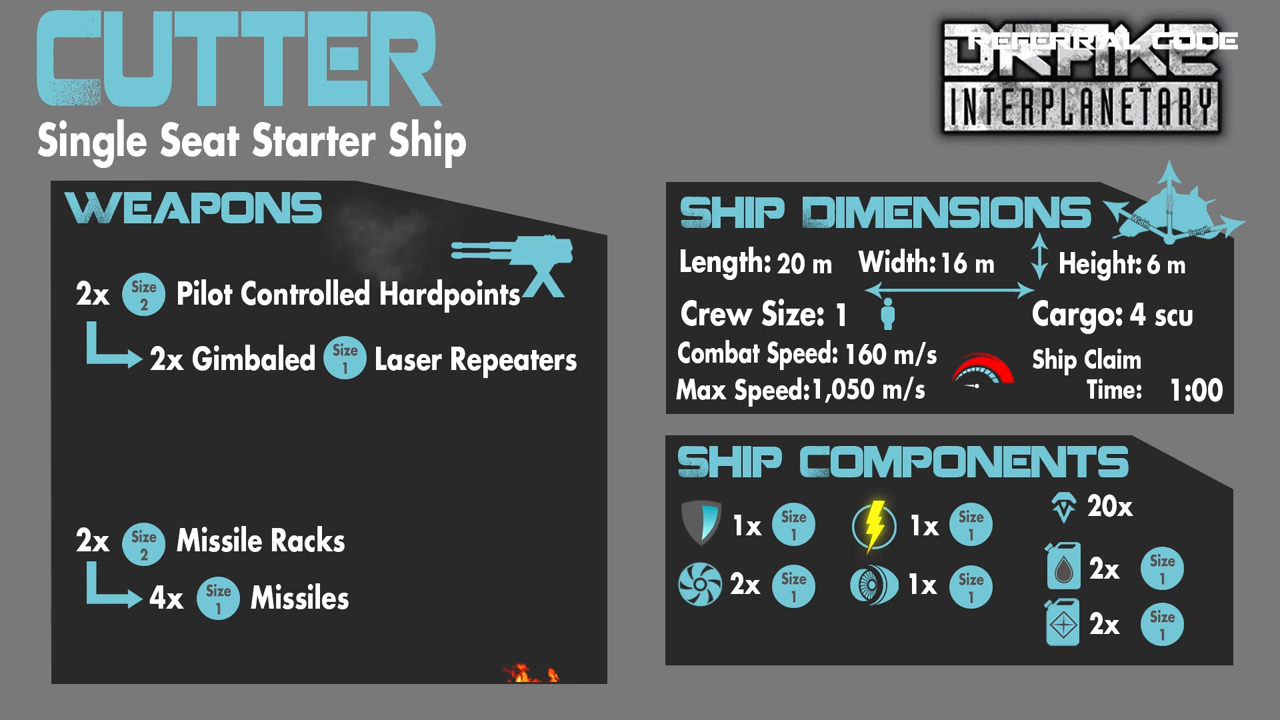 CUTTER
Single Seat Starter Ship
REFERRIAL CODE
DRAKE
INTERPLANETARY
WEAPONS
2x Size 2 Pilot Controlled Hardpoints
2x Gimbaled Size 1 Laser Repeaters
2x Size 2 Missile Racks
4x Size 1 Missiles
SHIP DIMENSIONS
Width Length
Length: 20 m Width: 16 m Height: 6 m
Crew Size: 1 Cargo: 4 SCU
Combat Speed: 160 m/s Ship Claim
Max Speed: 1,050 m/s Time: 1:00
SHIP COMPONENTS
1x Size 1 1x Size 1 20x
2x Size 1 1x Size 1 2x Size 1
2x Size 1